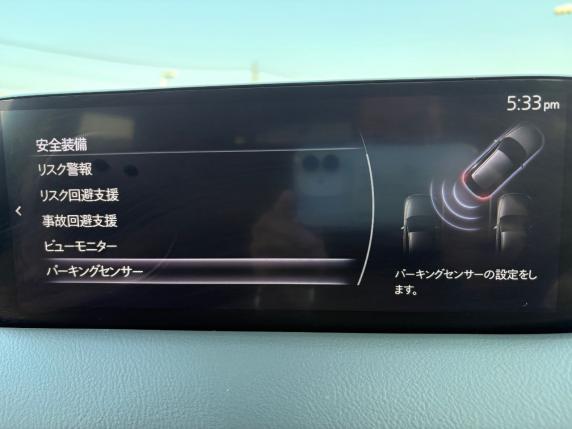 5:33pm
安全装備
リスク警報
リスク回避支援
事故回避支援
ビューモニター
パーキングセンサー
パーキングセンサーの設定をし
ます。